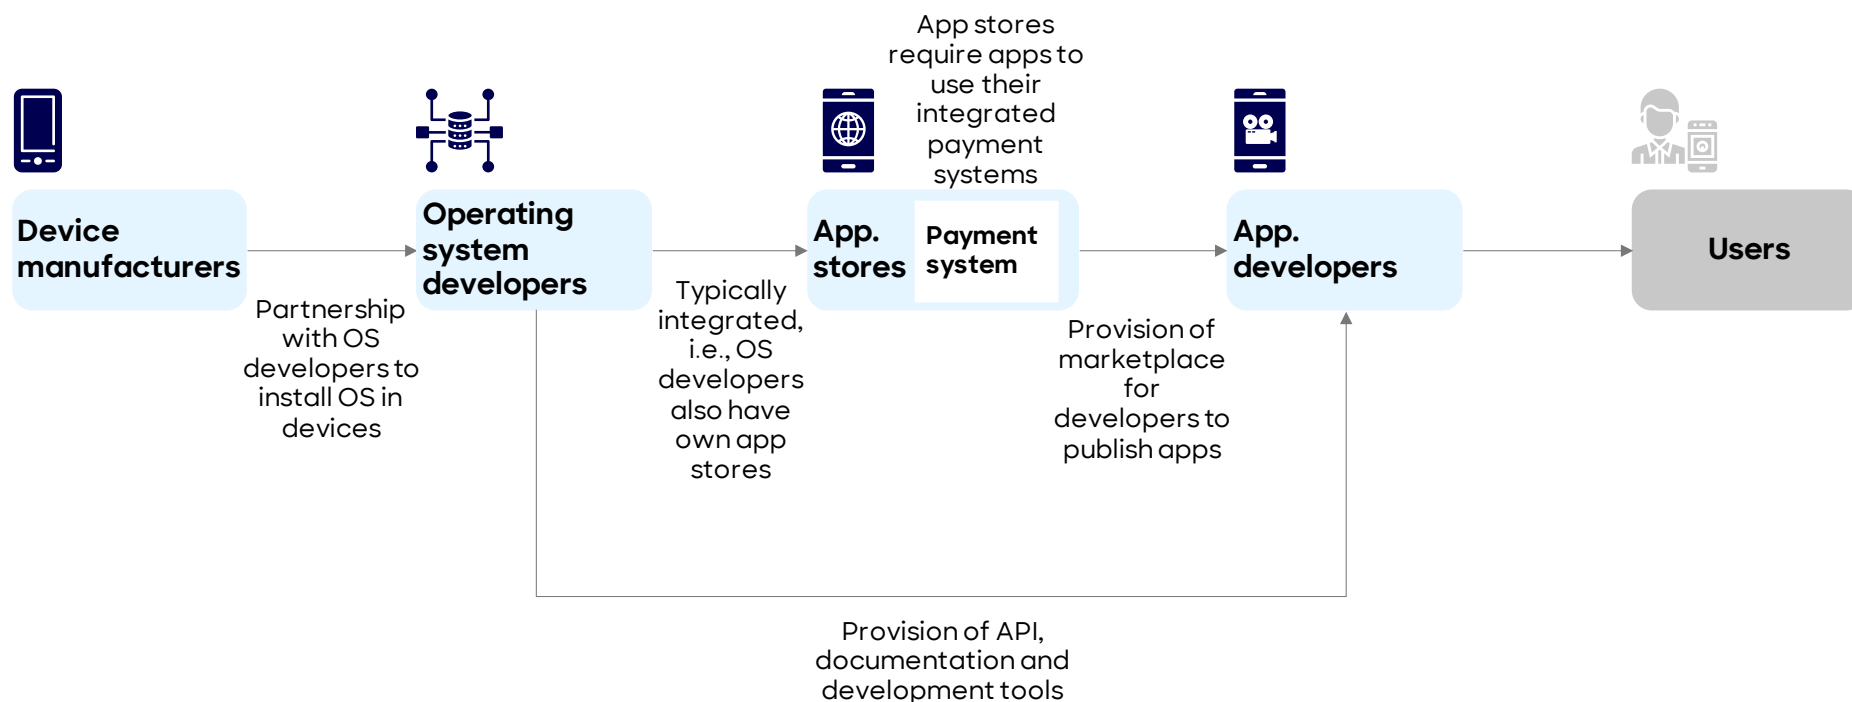 App stores
require apps to
use their
integrated
payment
systems
Device
manufacturers
Operating
system
developers
App.
stores
Payment
system
App.
developers
Users
Partnership
with OS
developers to
install OS in
devices
Typically
integrated,
i.e., OS
developers
also have
own app
stores
Provision of
marketplace
for
developers to
publish apps
Provision of API,
documentation and
development tools